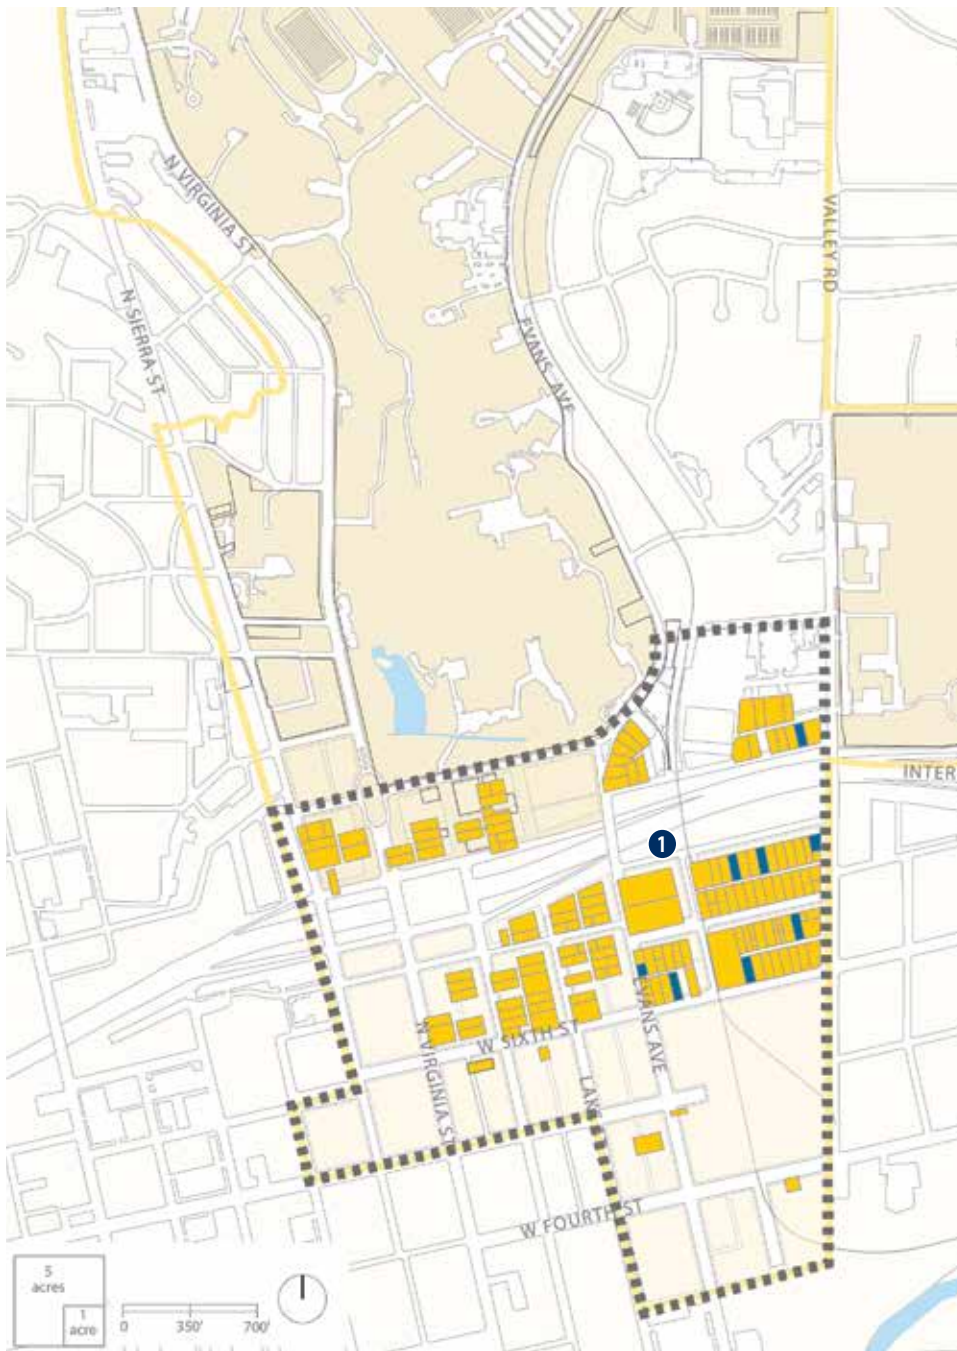 N VIRGINIA ST
VALLEY RD
N SIERRA ST
EVANS AVE
INTER
1
EVANS AVE
N VIRGINIA ST
W SIXTH ST
LAKE
W FOURTH ST
5
acres
1
acre
0 350' 700'